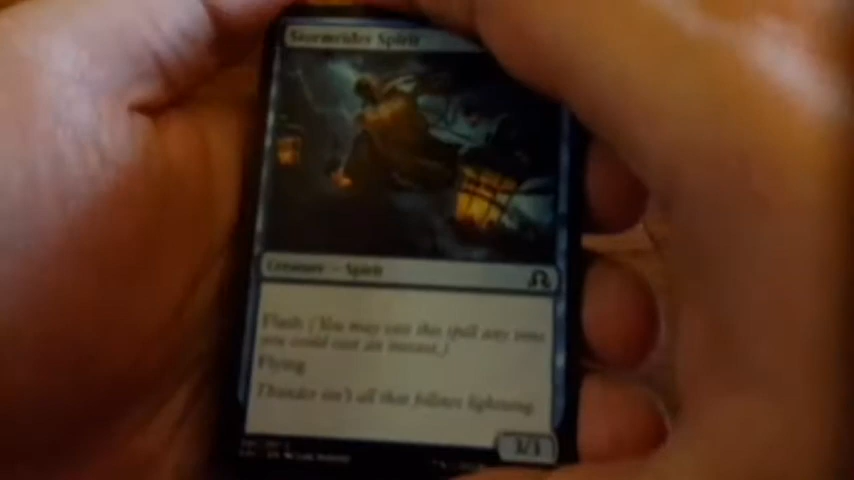 Stormrider Spirit
Creature — Spirit
Flash (You may cast this spell any time
you could cast an instant.)
Flying
Thunder isn't all that follows lightning.
3/3